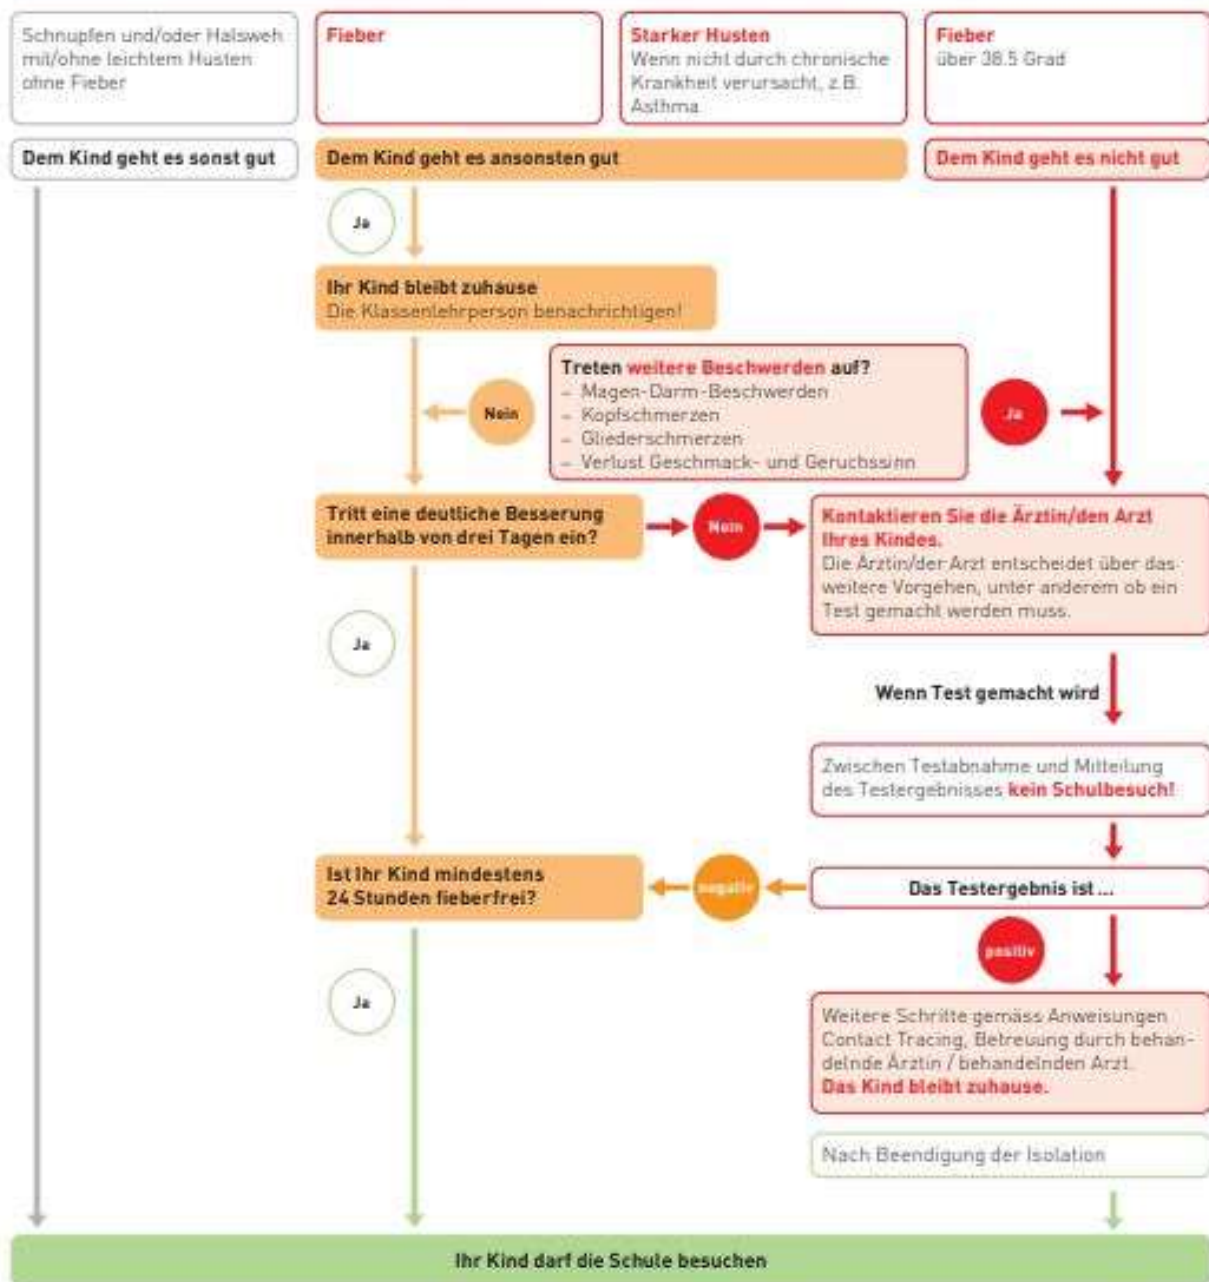 Schnupfen und/oder Halsweh
mit/ohne leichtem Husten
ohne Fieber
Fieber
Starker Husten
Wenn nicht durch chronische
Krankheit verursacht, z.B.
Asthma
Fieber
über 38.5 Grad
Dem Kind geht es sonst gut
Dem Kind geht es ansonsten gut
Dem Kind geht es nicht gut
Ja
Ihr Kind bleibt zuhause
Die Klassenlehrperson benachrichtigen!
Treten weitere Beschwerden auf?
- Magen-Darm-Beschwerden
- Kopfschmerzen
- Gliederschmerzen
- Verlust Geschmack- und Geruchssinn
Nein
Ja
Tritt eine deutliche Besserung
innerhalb von drei Tagen ein?
Nein
Kontaktieren Sie die Ärztin/den Arzt
Ihres Kindes.
Die Ärztin/der Arzt entscheidet über das
weitere Vorgehen, unter anderem ob ein
Test gemacht werden muss.
Ja
Wenn Test gemacht wird
Zwischen Testabnahme und Mitteilung
des Testergebnisses kein Schulbesuch!
Ist Ihr Kind mindestens
24 Stunden fieberfrei?
negativ
Das Testergebnis ist ...
positiv
Ja
Weitere Schritte gemäss Anweisungen
Contact Tracing, Betreuung durch behan-
delnde Ärztin / behandelnden Arzt.
Das Kind bleibt zuhause.
Nach Beendigung der Isolation
Ihr Kind darf die Schule besuchen